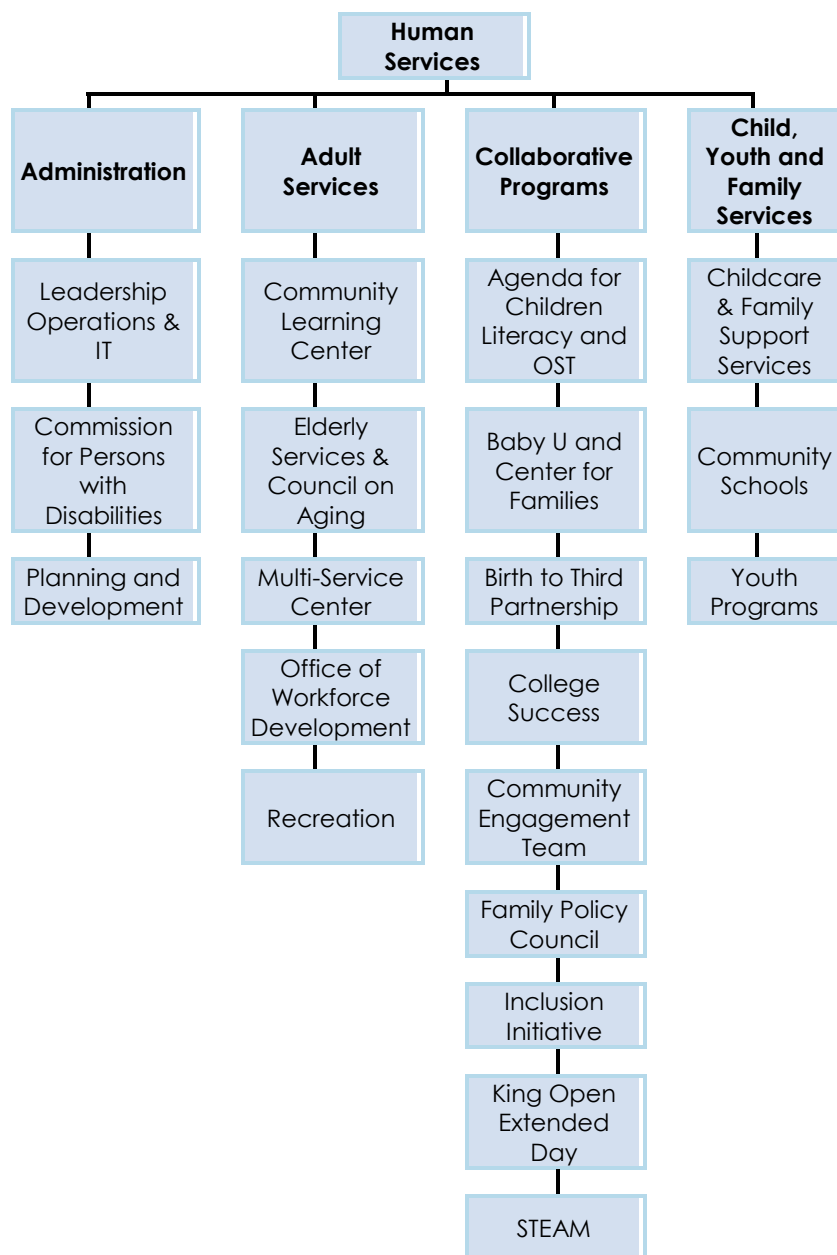 Human
Services
Administration
Adult
Services
Collaborative
Programs
Child,
Youth and
Family
Services
Leadership
Operations &
IT
Commission
for Persons
with
Disabilities
Planning and
Development
Community
Learning
Center
Elderly
Services &
Council on
Aging
Multi-Service
Center
Office of
Workforce
Development
Recreation
Agenda for
Children
Literacy and
OST
Baby U and
Center for
Families
Birth to Third
Partnership
College
Success
Community
Engagement
Team
Family Policy
Council
Inclusion
Initiative
King Open
Extended
Day
STEAM
Childcare
& Family
Support
Services
Community
Schools
Youth
Programs